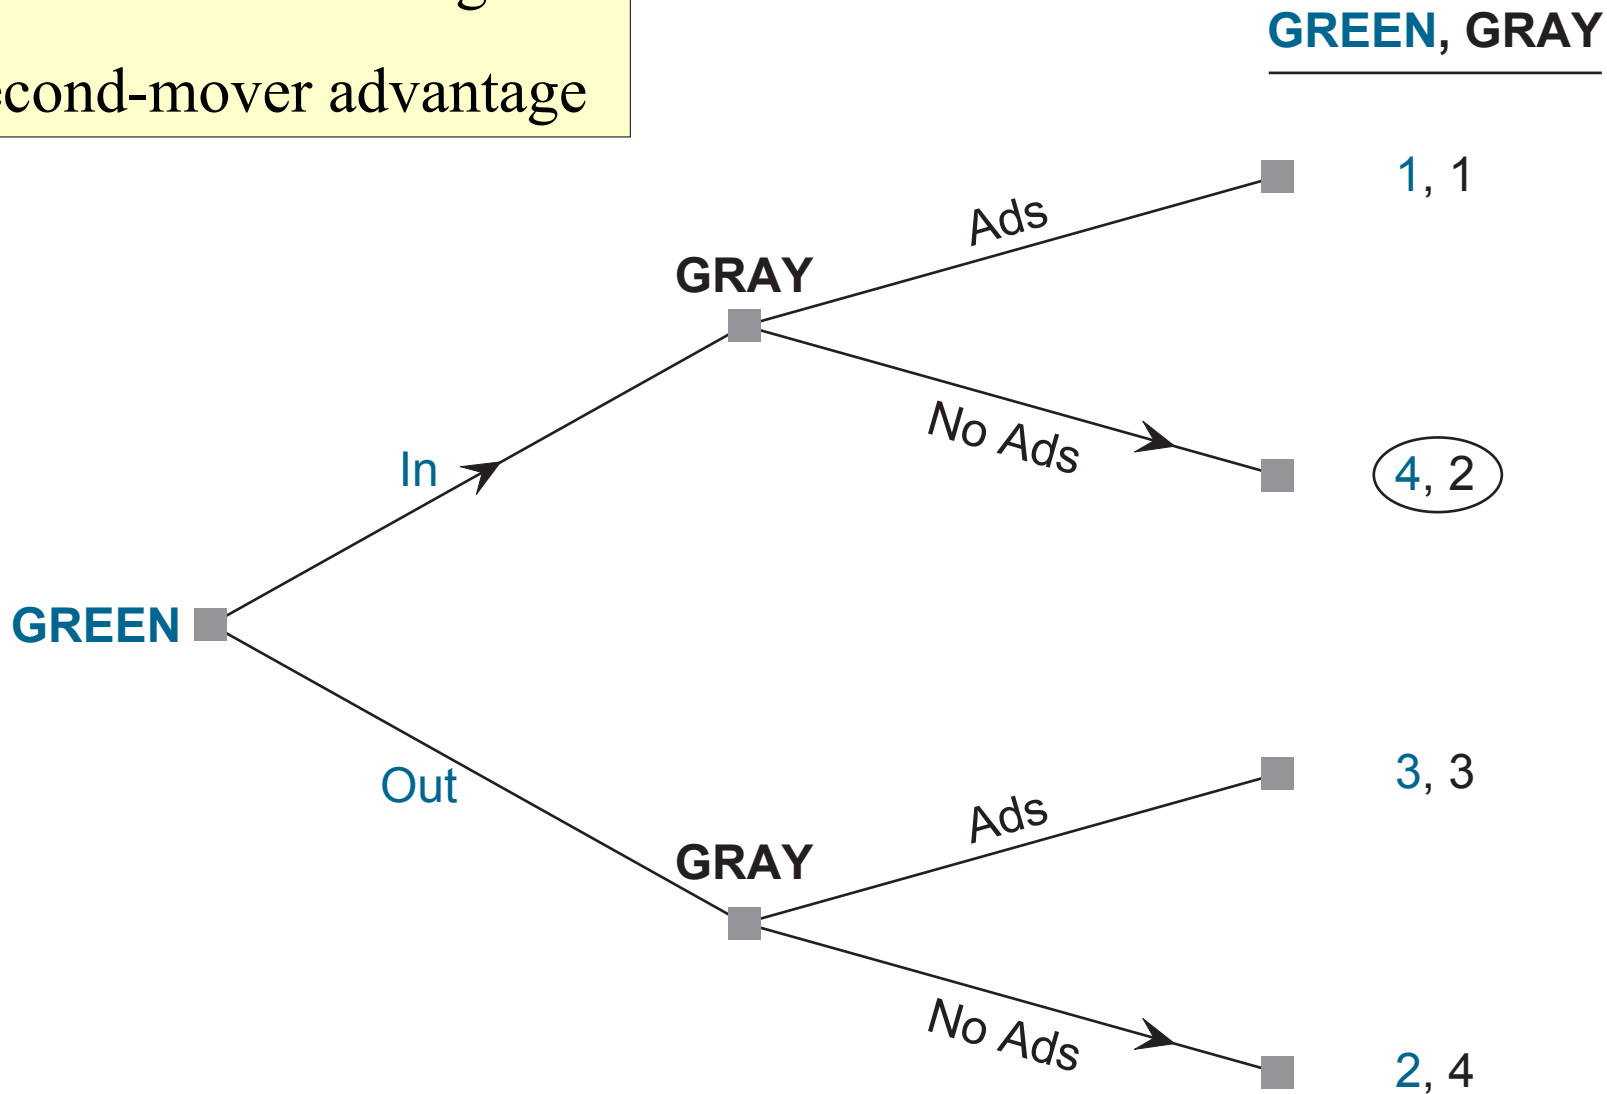 second-mover advantage
GREEN, GRAY
1, 1
Ads
GRAY
No Ads
4, 2
In
GREEN
Out
3, 3
Ads
GRAY
No Ads
2, 4